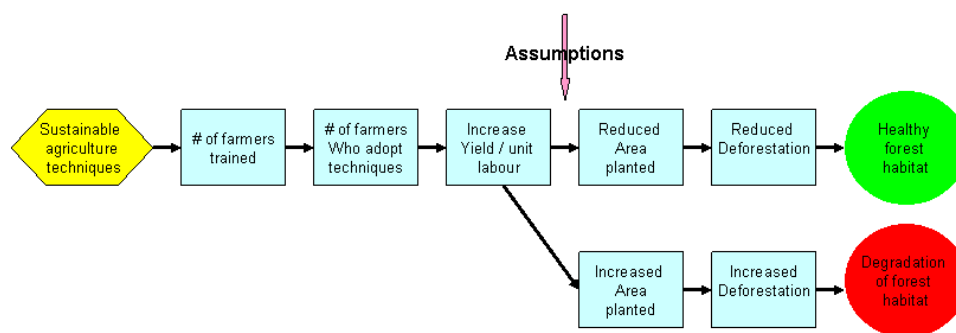 Assumptions
Sustainable
agriculture
techniques
# of farmers
trained
# of farmers
Who adopt
techniques
Increase
Yield / unit
labour
Reduced
Area
planted
Reduced
Deforestation
Healthy
forest
habitat
Increased
Area
planted
Increased
Deforestation
Degradation
of forest
habitat